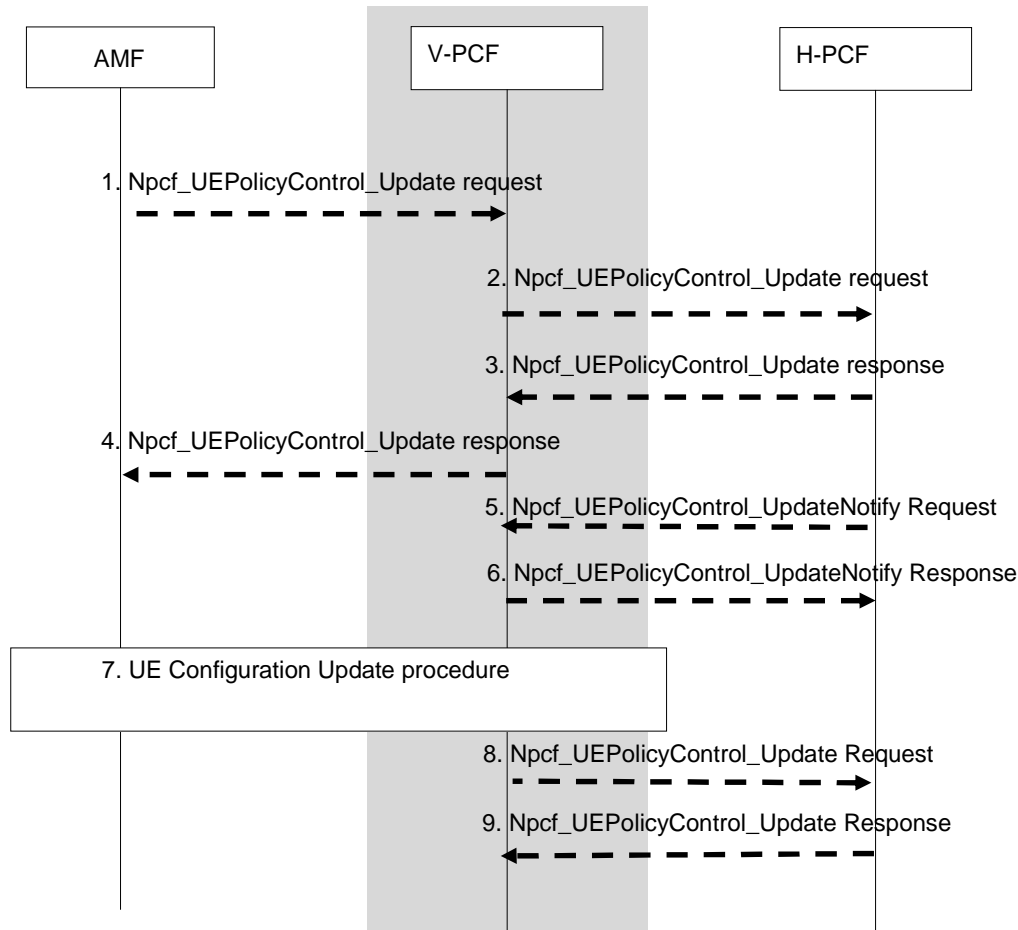 AMF
V-PCF
H-PCF
1. Npcf_UEPolicyControl_Update request
2. Npcf_UEPolicyControl_Update request
3. Npcf_UEPolicyControl_Update response
4. Npcf_UEPolicyControl_Update response
5. Npcf_UEPolicyControl_UpdateNotify Request
6. Npcf_UEPolicyControl_UpdateNotify Response
7. UE Configuration Update procedure
8. Npcf_UEPolicyControl_Update Request
9. Npcf_UEPolicyControl_Update Response